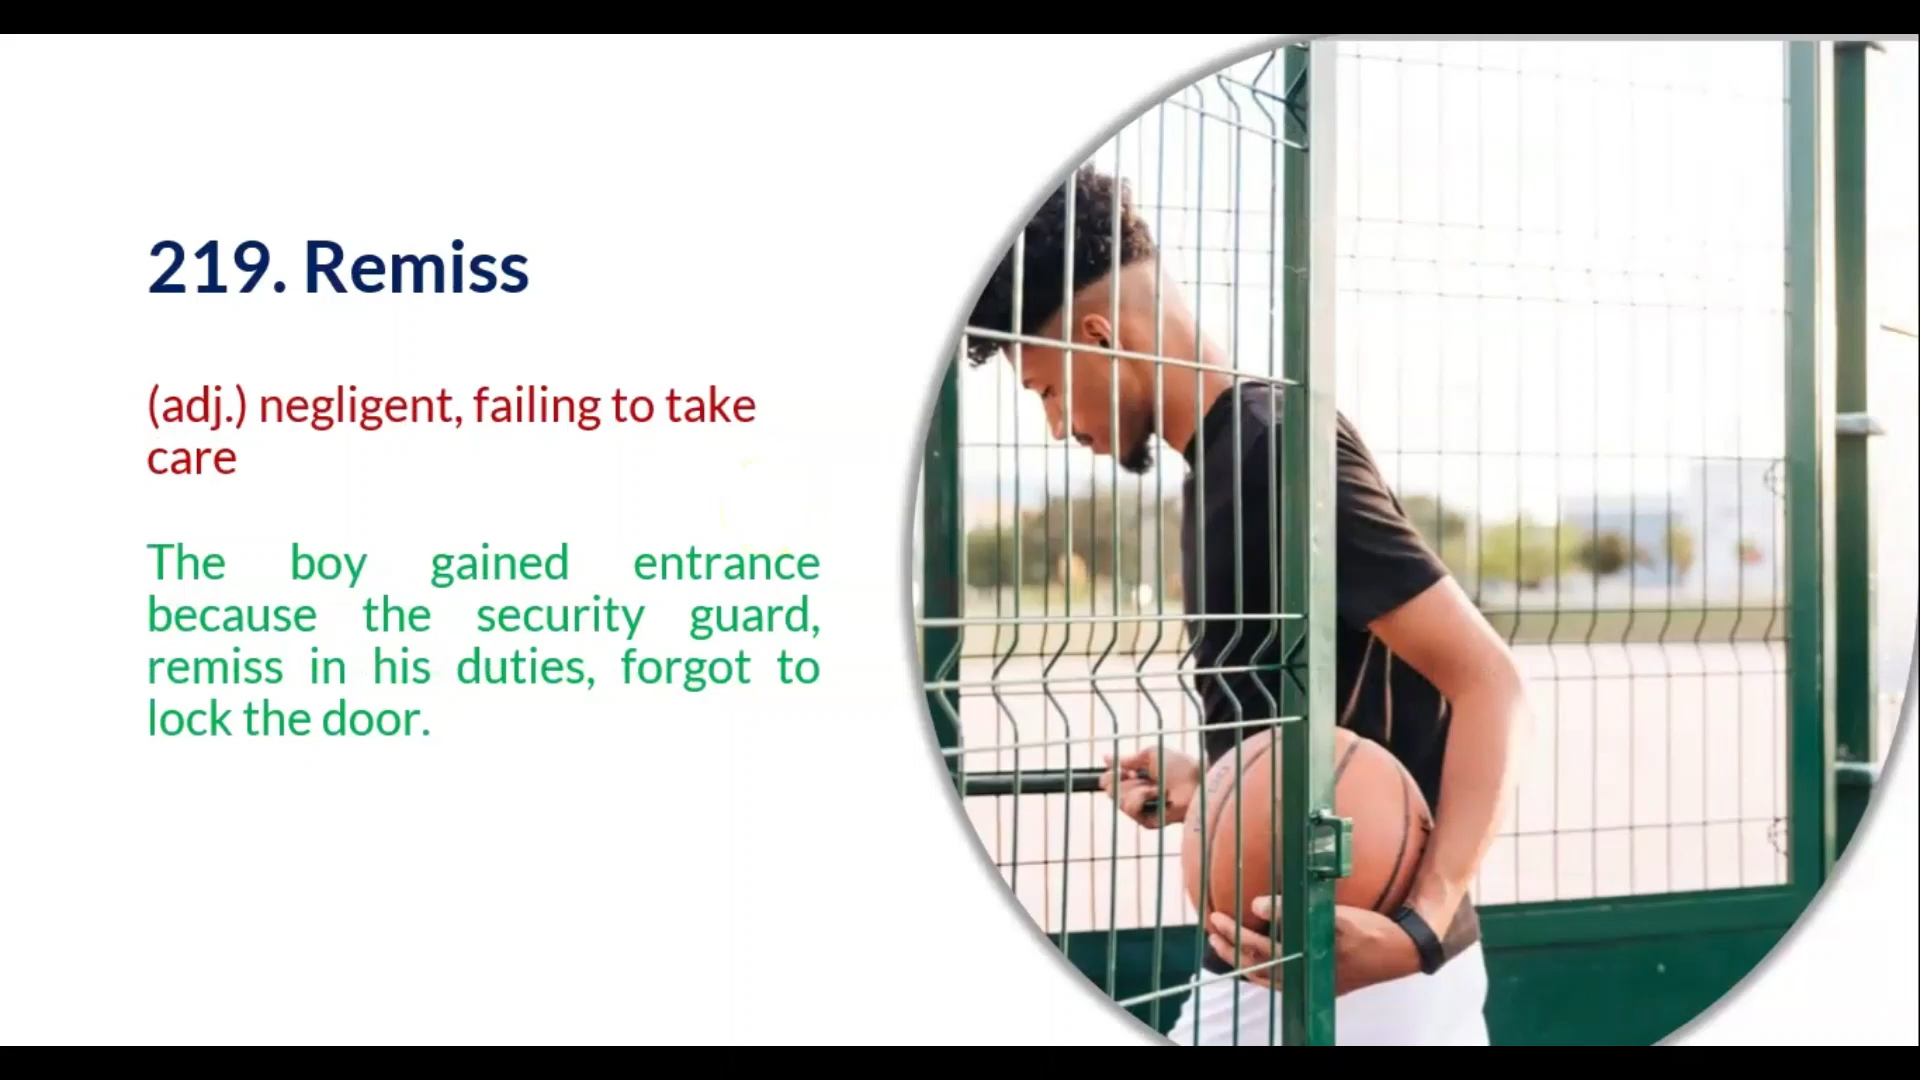 219. Remiss
(adj.) negligent, failing to take
care
The boy gained entrance
because the security guard,
remiss in his duties, forgot to
lock the door.